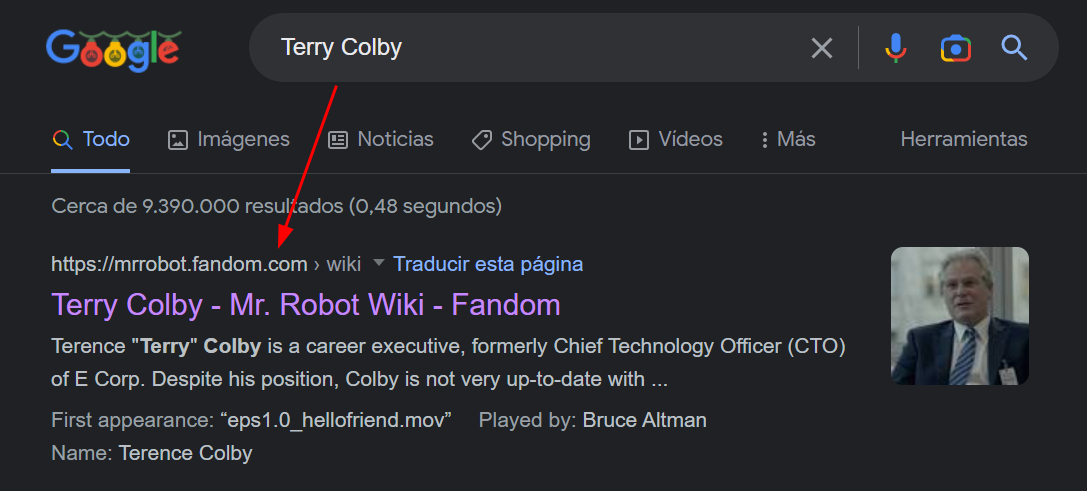 Google
Terry Colby
Todo Imágenes Noticias Shopping Vídeos Más Herramientas
Cerca de 9.390.000 resultados (0,48 segundos)
https://mrrobot.fandom.com › wiki Traducir esta página
Terry Colby - Mr. Robot Wiki - Fandom
Terence "Terry" Colby is a career executive, formerly Chief Technology Officer (CTO)
of E Corp. Despite his position, Colby is not very up-to-date with ...
First appearance: “eps1.0_hellofriend.mov” Played by: Bruce Altman
Name: Terence Colby